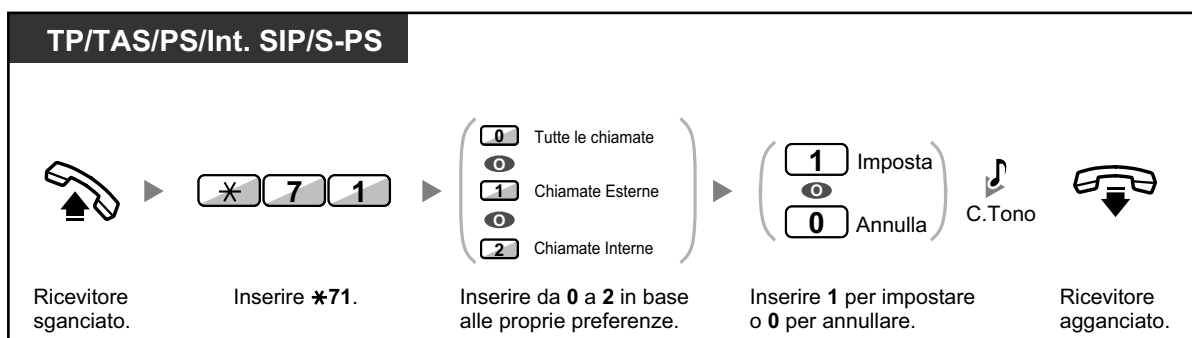 TP/TAS/PS/Int. SIP/S-PS
0 Tutte le chiamate
O
1 Chiamate Esterne
O
2 Chiamate Interne
* 7 1
1 Imposta
O
0 Annulla
C.Tono
Ricevitore
sganciato.
Inserire *71.
Inserire da 0 a 2 in base
alle proprie preferenze.
Inserire 1 per impostare
o 0 per annullare.
Ricevitore
agganciato.